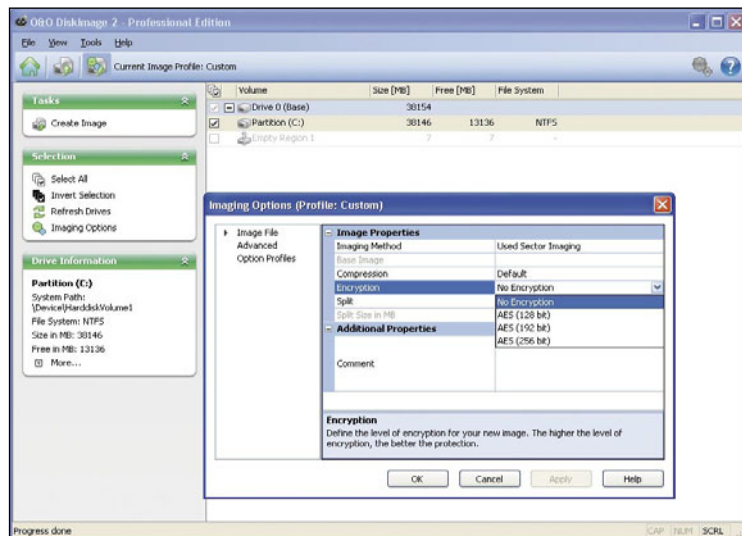 O&O DiskImage 2 - Professional Edition
File View Tools Help
Current Image Profile: Custom
Tasks
Create Image
Selection
Select All
Invert Selection
Refresh Drives
Imaging Options
Drive Information
Partition (C:)
System Path:
\Device\HarddiskVolume1
File System: NTFS
Size in MB: 38146
Free in MB: 13136
More...
Volume Size [MB] Free [MB] File System
Drive 0 (Base) 38154
Partition (C:) 38146 13136 NTFS
Empty Region 1 7 7 -
Imaging Options (Profile: Custom)
Image File
Advanced
Option Profiles
Image Properties
Imaging Method Used Sector Imaging
Base Image
Compression Default
Encryption No Encryption
Split No Encryption
Split Size in MB AES (128 bit)
AES (192 bit)
Additional Properties AES (256 bit)
Comment
Encryption
Define the level of encryption for your new image. The higher the level of
encryption, the better the protection.
OK Cancel Apply Help
Progress done CAP NUM SCRL